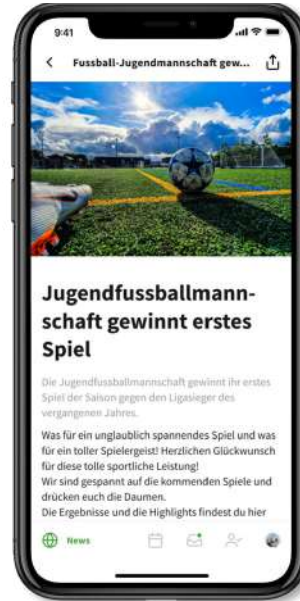 9:41
Fussball-Jugendmannschaft gew...
Jugendfussballmann-
schaft gewinnt erstes
Spiel
Die Jugendfussballmannschaft gewinnt ihr erstes
Spiel der Saison gegen den Ligasieger des
vergangenen Jahres.
Was für ein unglaublich spannendes Spiel und was
für ein toller Spielergeist! Herzlichen Glückwunsch
für diese tolle sportliche Leistung!
Wir sind gespannt auf die kommenden Spiele und
drücken euch die Daumen.
Die Ergebnisse und die Highlights findest du hier
News